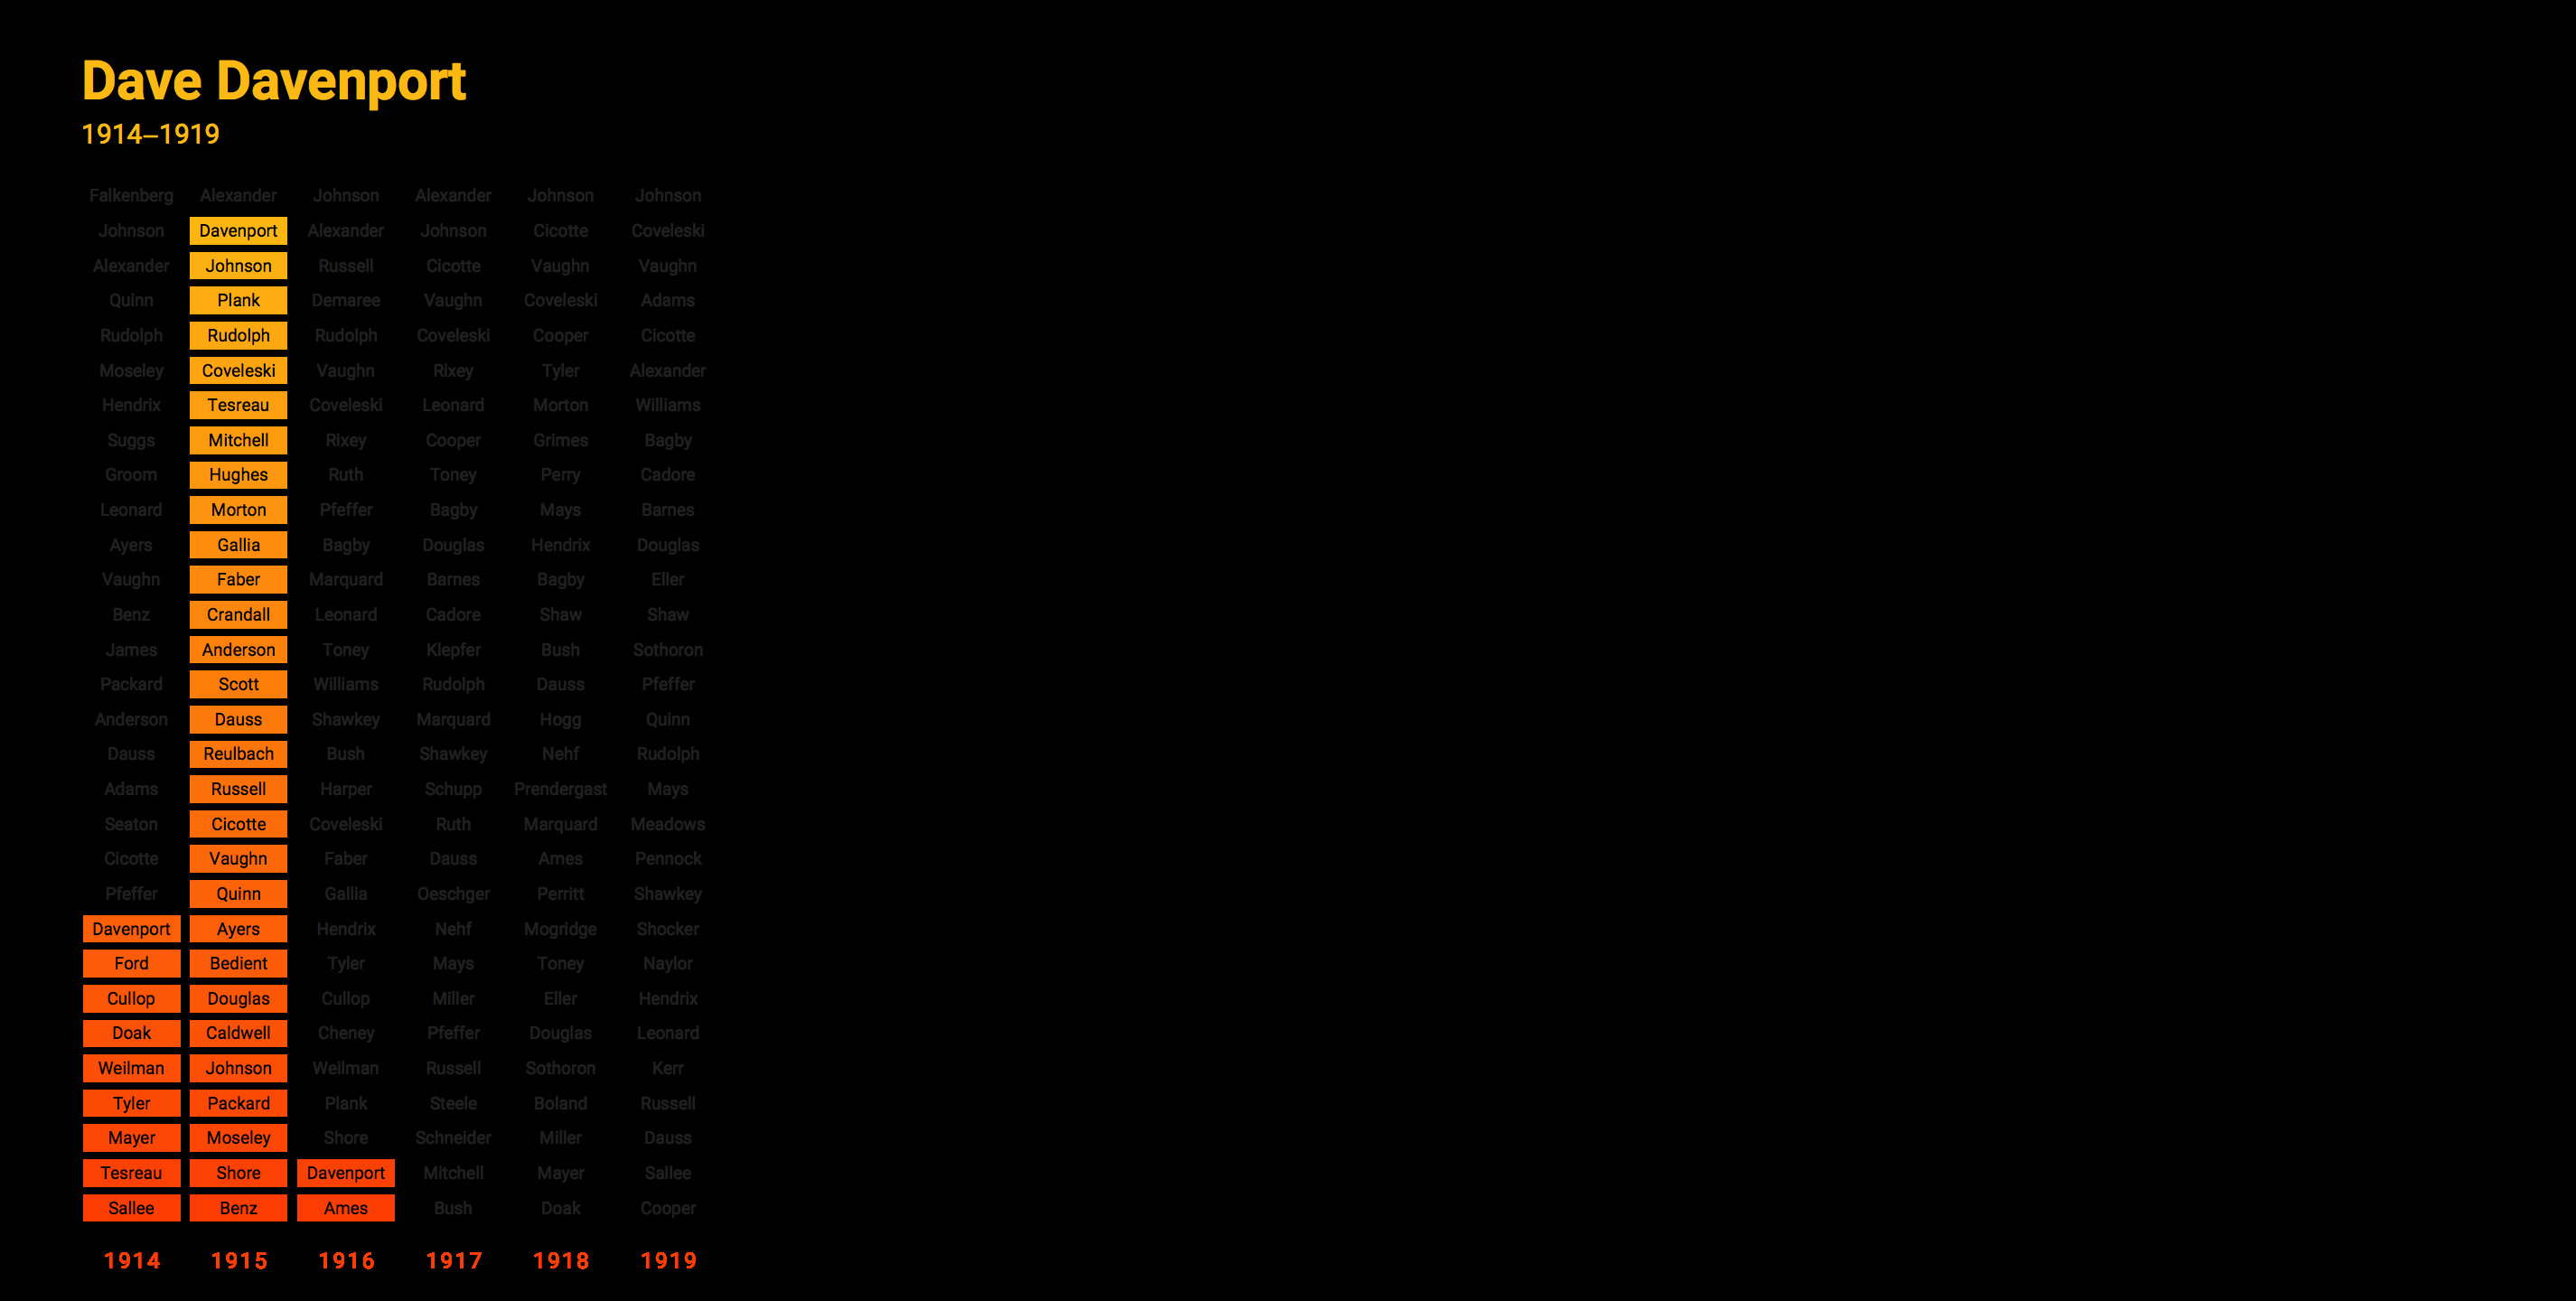 Dave Davenport
1914–1919
Falkenberg Alexander Johnson Alexander Johnson Johnson
Johnson Davenport Alexander Johnson Cicotte Coveleski
Alexander Johnson Russell Cicotte Vaughn Vaughn
Quinn Plank Demaree Vaughn Coveleski Adams
Rudolph Rudolph Rudolph Coveleski Cooper Cicotte
Moseley Coveleski Vaughn Rixey Tyler Alexander
Hendrix Tesreau Coveleski Leonard Morton Williams
Suggs Mitchell Rixey Cooper Grimes Bagby
Groom Hughes Ruth Toney Perry Cadore
Leonard Morton Pfeffer Bagby Mays Barnes
Ayers Gallia Bagby Douglas Hendrix Douglas
Vaughn Faber Marquard Barnes Bagby Eller
Benz Crandall Leonard Cadore Shaw Shaw
James Anderson Toney Klepfer Bush Sothoron
Packard Scott Williams Rudolph Dauss Pfeffer
Anderson Dauss Shawkey Marquard Hogg Quinn
Dauss Reulbach Bush Shawkey Nehf Rudolph
Adams Russell Harper Schupp Prendergast Mays
Seaton Cicotte Coveleski Ruth Marquard Meadows
Cicotte Vaughn Faber Dauss Ames Pennock
Pfeffer Quinn Gallia Oeschger Perritt Shawkey
Davenport Ayers Hendrix Nehf Mogridge Shocker
Ford Bedient Tyler Mays Toney Naylor
Cullop Douglas Cullop Miller Eller Hendrix
Doak Caldwell Cheney Pfeffer Douglas Leonard
Weilman Johnson Weilman Russell Sothoron Kerr
Tyler Packard Plank Steele Boland Russell
Mayer Moseley Shore Schneider Miller Dauss
Tesreau Shore Davenport Mitchell Mayer Sallee
Sallee Benz Ames Bush Doak Cooper
1914 1915 1916 1917 1918 1919